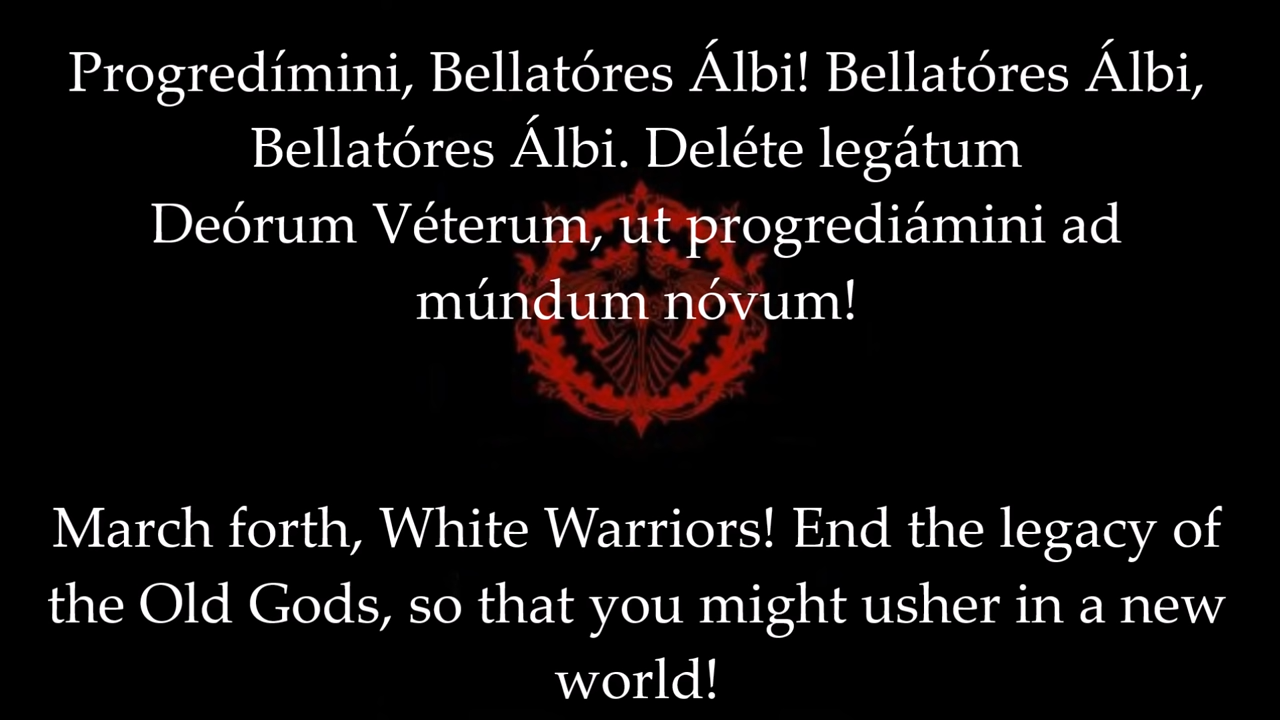 Progredímini, Bellatóres Álbi! Bellatóres Álbi,
Bellatóres Álbi. Deléte legátum
Deórum Véterum, ut progrediámini ad
múndum nóvum!
March forth, White Warriors! End the legacy of
the Old Gods, so that you might usher in a new
world!